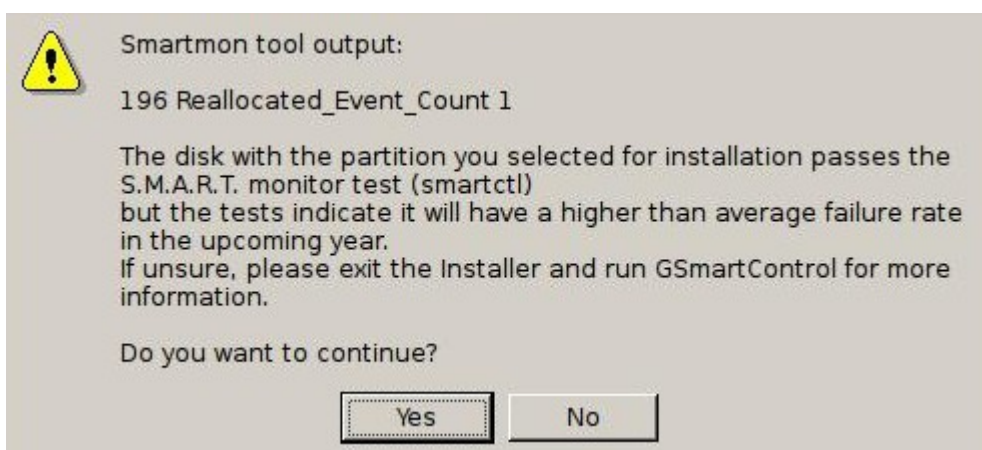 Smartmon tool output:
196 Reallocated_Event_Count 1
The disk with the partition you selected for installation passes the
S.M.A.R.T. monitor test (smartctl)
but the tests indicate it will have a higher than average failure rate
in the upcoming year.
If unsure, please exit the Installer and run GSmartControl for more
information.
Do you want to continue?
Yes
No